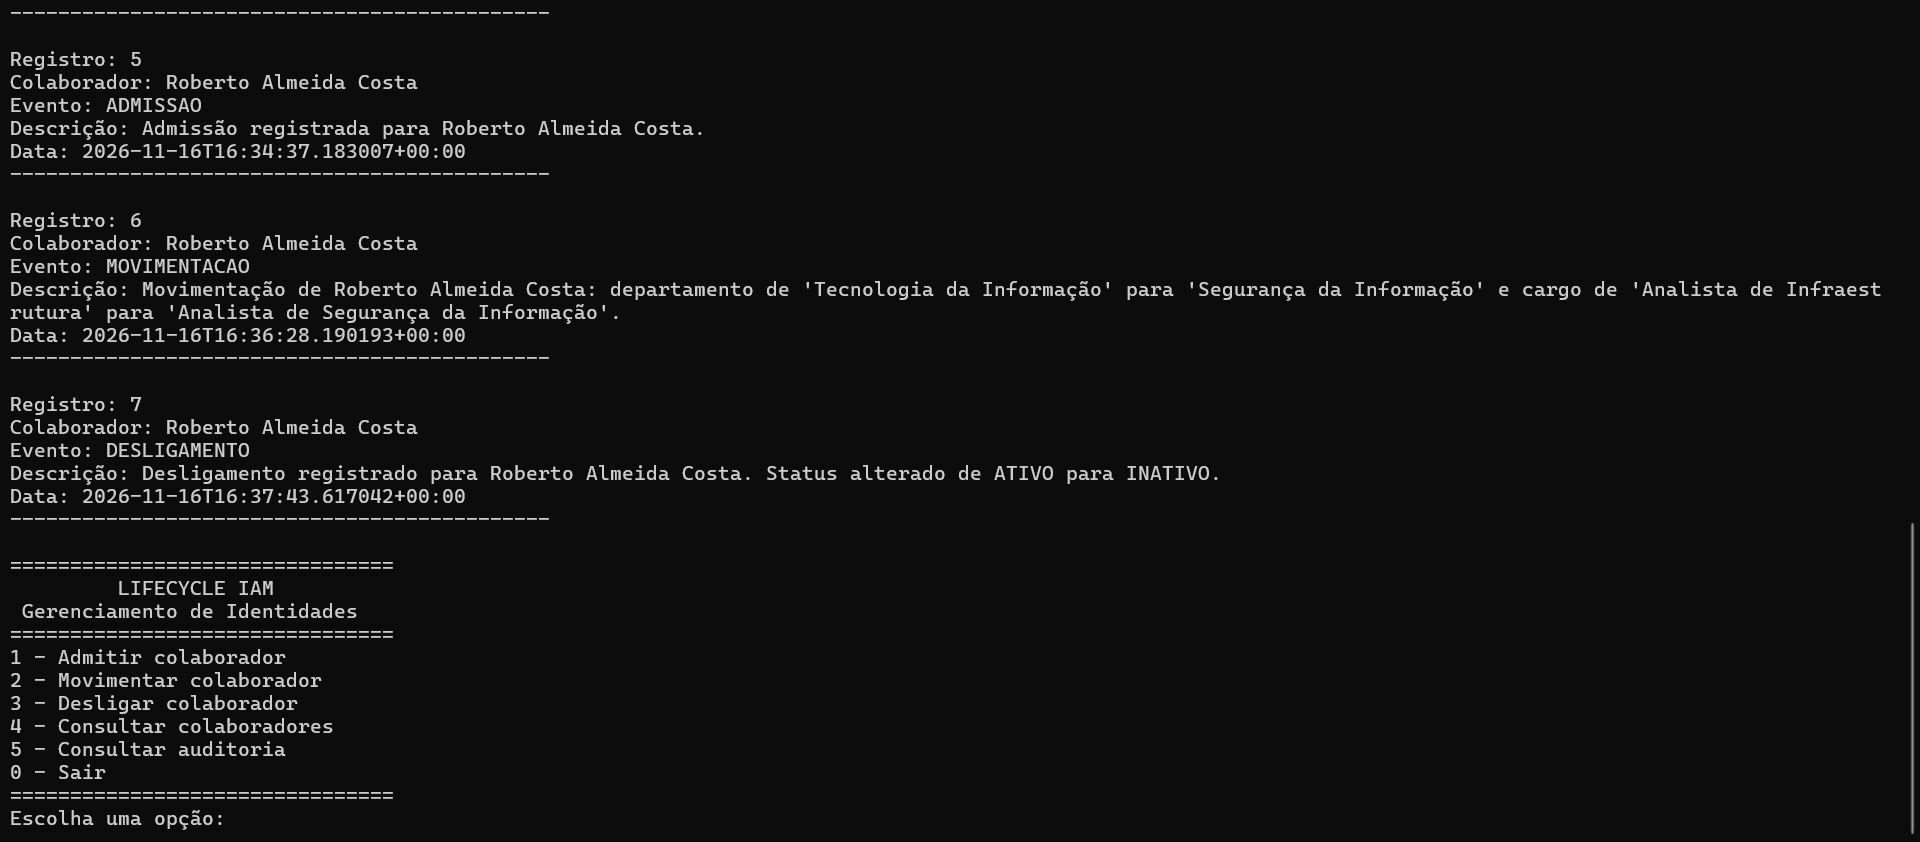 ---------------------------------------------
Registro: 5
Colaborador: Roberto Almeida Costa
Evento: ADMISSAO
Descrição: Admissão registrada para Roberto Almeida Costa.
Data: 2026-11-16T16:34:37.183007+00:00
---------------------------------------------
Registro: 6
Colaborador: Roberto Almeida Costa
Evento: MOVIMENTACAO
Descrição: Movimentação de Roberto Almeida Costa: departamento de 'Tecnologia da Informação' para 'Segurança da Informação' e cargo de 'Analista de Infraest
rutura' para 'Analista de Segurança da Informação'.
Data: 2026-11-16T16:36:28.190193+00:00
---------------------------------------------
Registro: 7
Colaborador: Roberto Almeida Costa
Evento: DESLIGAMENTO
Descrição: Desligamento registrado para Roberto Almeida Costa. Status alterado de ATIVO para INATIVO.
Data: 2026-11-16T16:37:43.617042+00:00
---------------------------------------------
================================
LIFECYCLE IAM
Gerenciamento de Identidades
================================
1 - Admitir colaborador
2 - Movimentar colaborador
3 - Desligar colaborador
4 - Consultar colaboradores
5 - Consultar auditoria
0 - Sair
================================
Escolha uma opção: